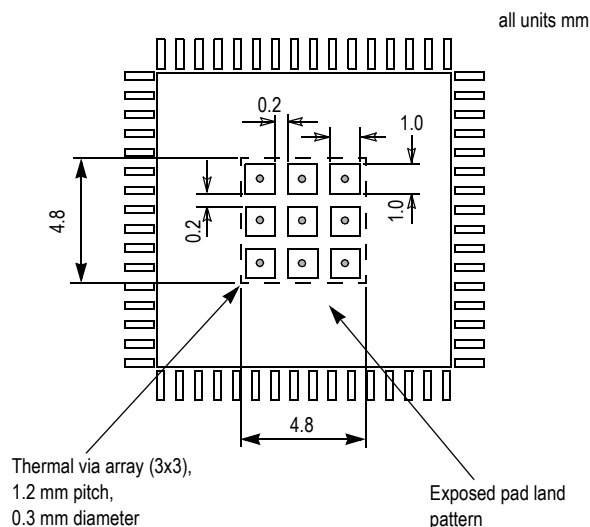 all units mm
0.2
1.0
1.0
0.2
4.8
4.8
Thermal via array (3x3),
1.2 mm pitch,
0.3 mm diameter
Exposed pad land
pattern